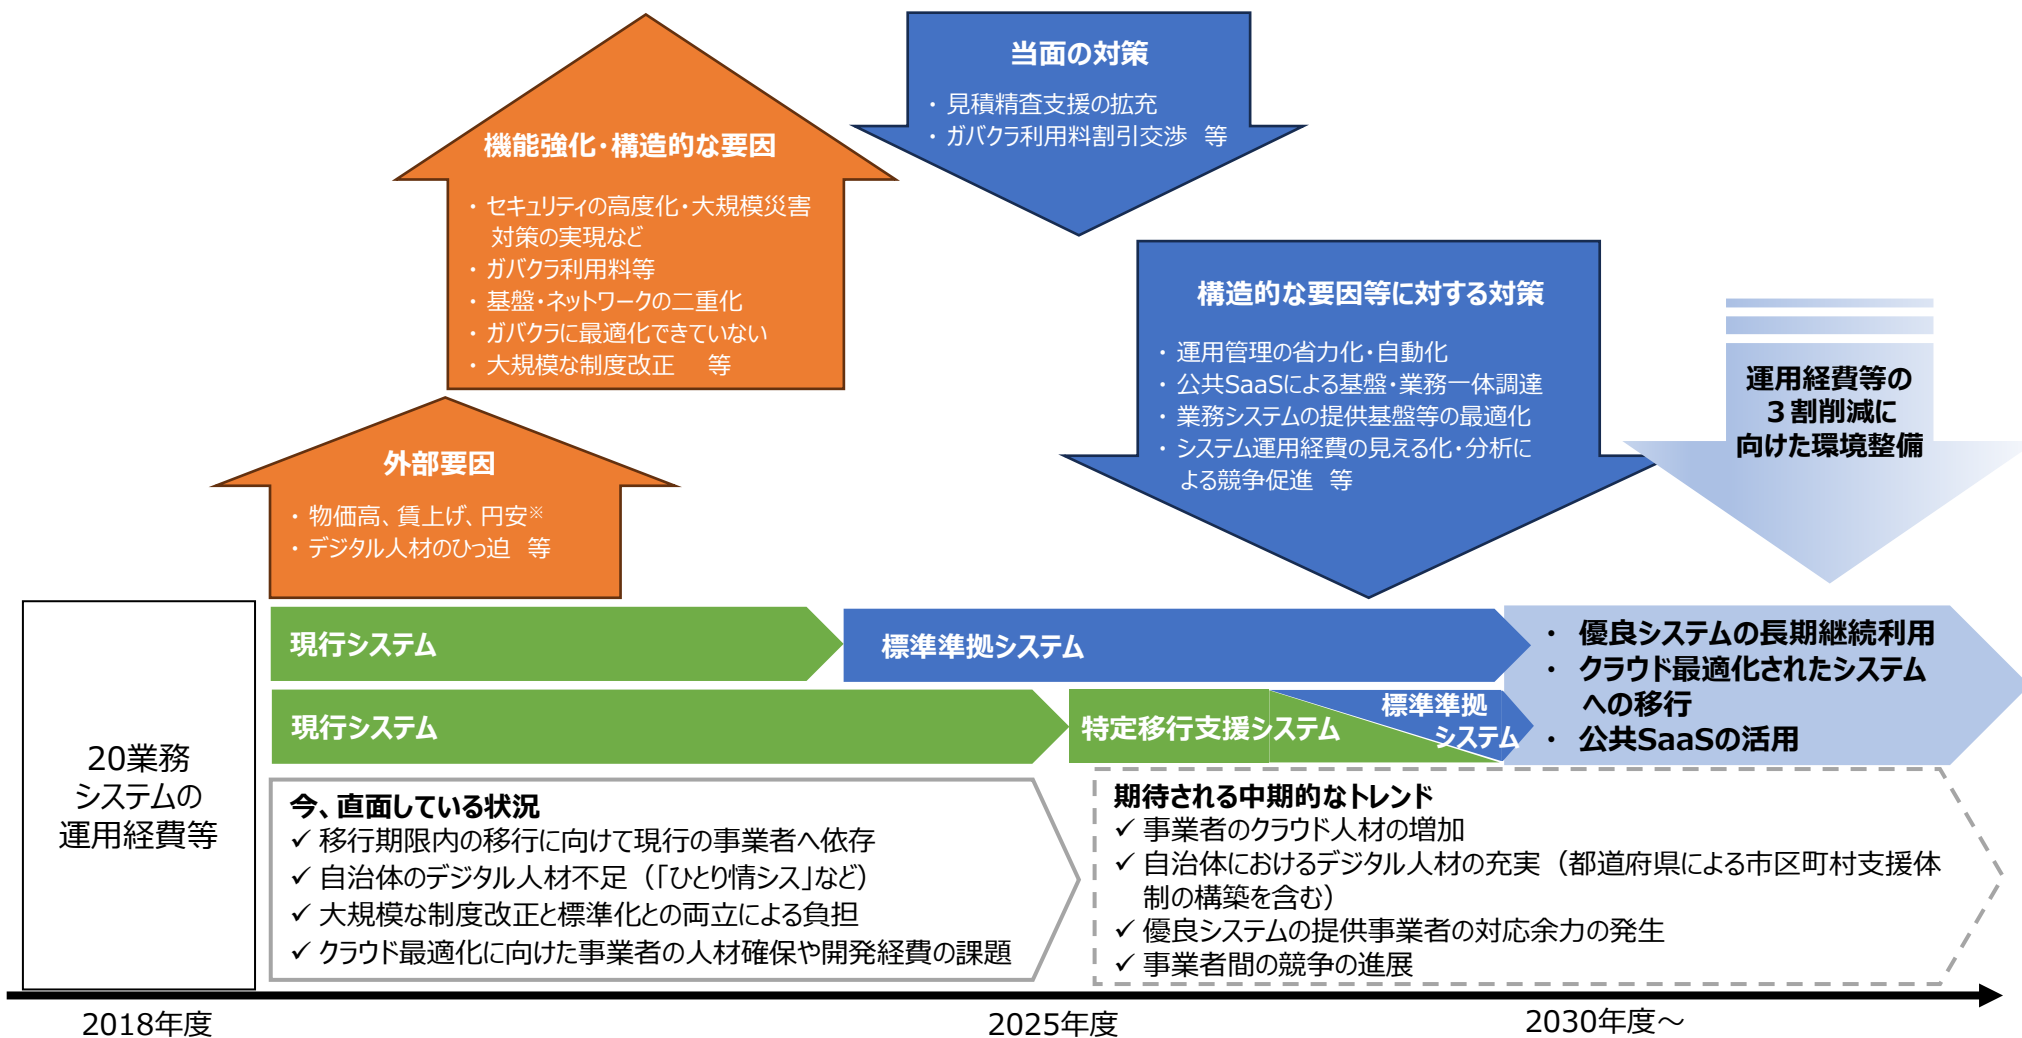 機能強化・構造的な要因
・ セキュリティの高度化・大規模災害
対策の実現など
・ ガバクラ利用料等
・ 基盤・ネットワークの二重化
・ ガバクラに最適化できていない
・ 大規模な制度改正　等
外部要因
・ 物価高、賃上げ、円安※
・ デジタル人材のひっ迫　等
当面の対策
・ 見積精査支援の拡充
・ ガバクラ利用料割引交渉　等
構造的な要因等に対する対策
・ 運用管理の省力化・自動化
・ 公共SaaSによる基盤・業務一体調達
・ 業務システムの提供基盤等の最適化
・ システム運用経費の見える化・分析に
よる競争促進　等
運用経費等の
３割削減に
向けた環境整備
20業務
システムの
運用経費等
現行システム
標準準拠システム
現行システム
特定移行支援システム
標準準拠
システム
・ 優良システムの長期継続利用
・ クラウド最適化されたシステム
への移行
・ 公共SaaSの活用
今、直面している状況
✓ 移行期限内の移行に向けて現行の事業者へ依存
✓ 自治体のデジタル人材不足（「ひとり情シス」など）
✓ 大規模な制度改正と標準化との両立による負担
✓ クラウド最適化に向けた事業者の人材確保や開発経費の課題
期待される中期的なトレンド
✓ 事業者のクラウド人材の増加
✓ 自治体におけるデジタル人材の充実（都道府県による市区町村支援体
制の構築を含む）
✓ 優良システムの提供事業者の対応余力の発生
✓ 事業者間の競争の進展
2018年度
2025年度
2030年度～